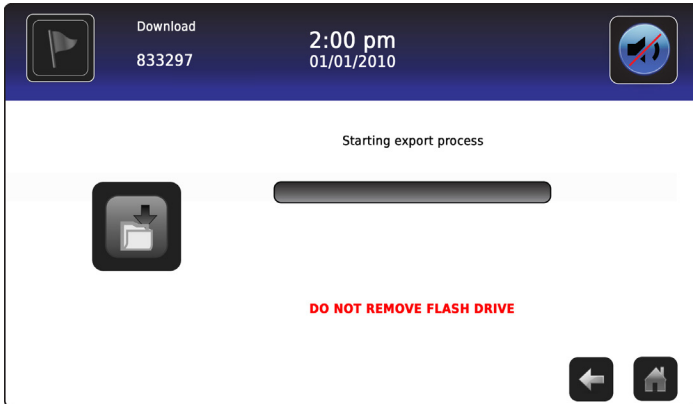 Download
833297
2:00 pm
01/01/2010
Starting export process
DO NOT REMOVE FLASH DRIVE